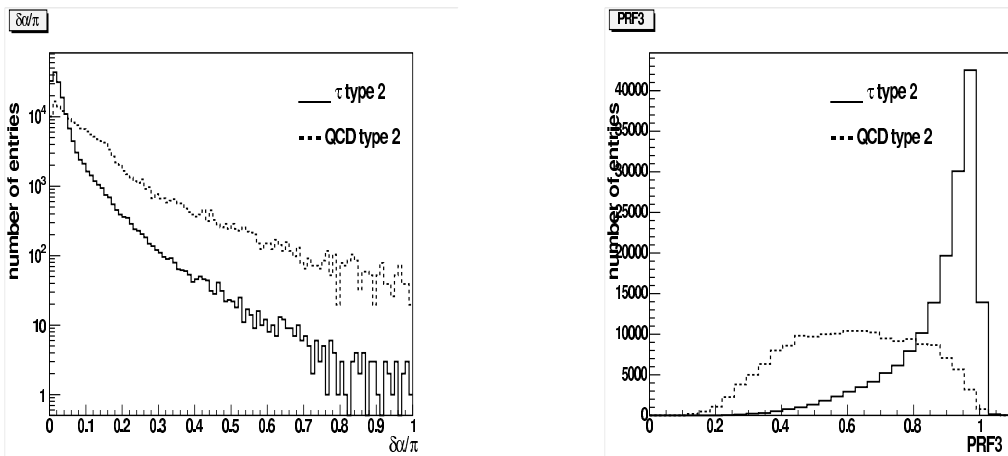 δα/π
number of entries
10⁴
10³
10²
10
1
τ type 2
QCD type 2
0 0.1 0.2 0.3 0.4 0.5 0.6 0.7 0.8 0.9 1
δα/π
PRF3
number of entries
40000
35000
30000
25000
20000
15000
10000
5000
0
τ type 2
QCD type 2
0 0.2 0.4 0.6 0.8 1
PRF3